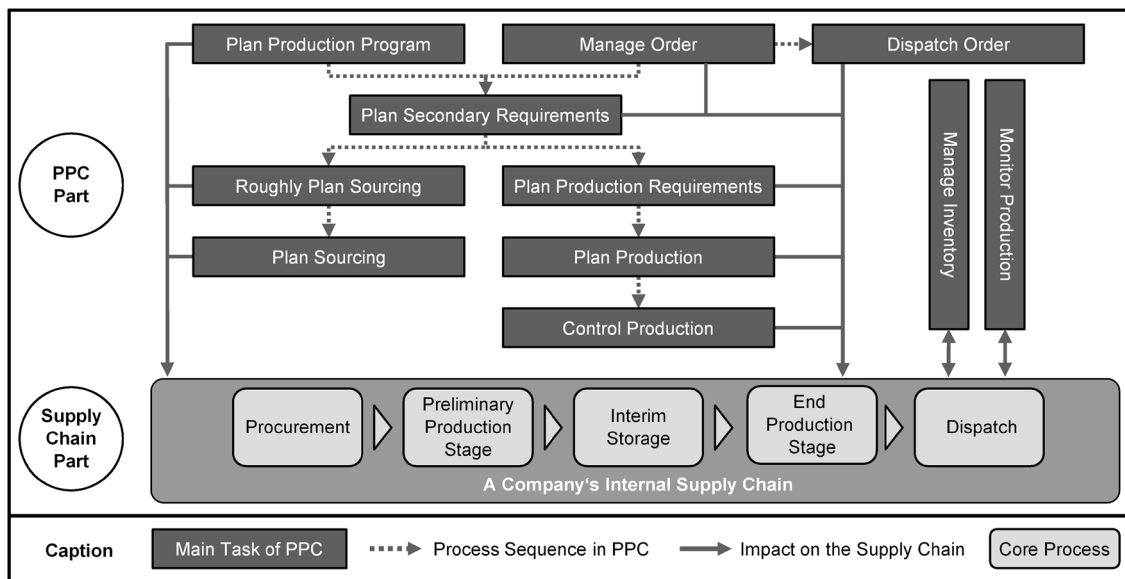 Plan Production Program
Manage Order
Dispatch Order
Plan Secondary Requirements
PPC
Part
Roughly Plan Sourcing
Plan Production Requirements
Plan Sourcing
Plan Production
Control Production
Manage Inventory
Monitor Production
Supply
Chain
Part
Procurement
Preliminary
Production
Stage
Interim
Storage
End
Production
Stage
Dispatch
A Company‘s Internal Supply Chain
Caption
Main Task of PPC
Process Sequence in PPC
Impact on the Supply Chain
Core Process